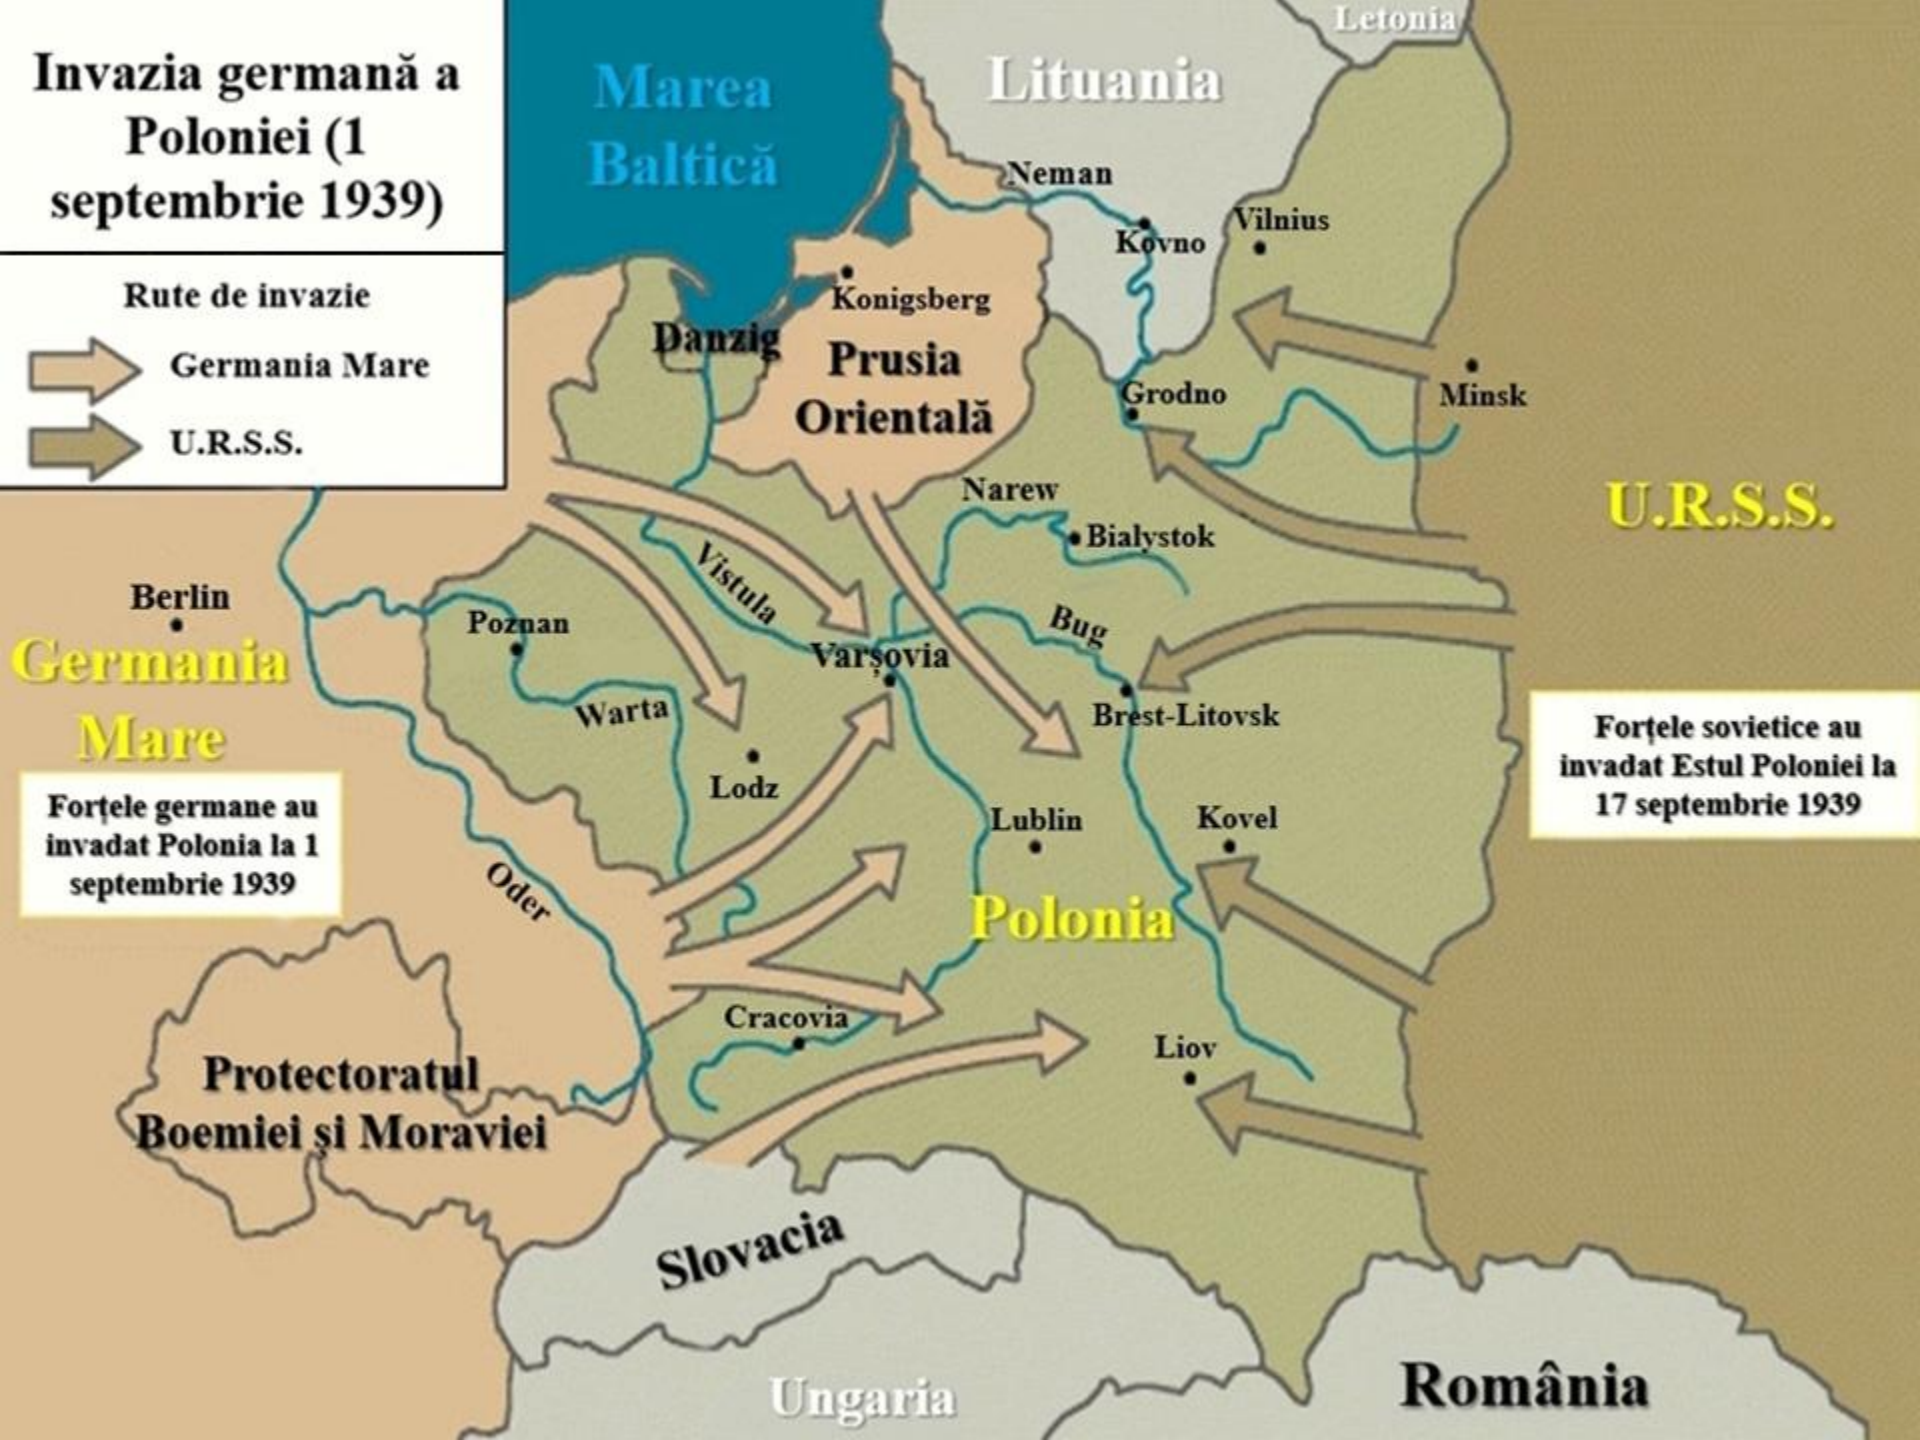 Invazia germană a
Poloniei (1
septembrie 1939)
Rute de invazie
Germania Mare
U.R.S.S.
Marea
Baltică
Letonia
Lituania
Neman
Kovno
Vilnius
Konigsberg
Danzig
Prusia
Orientală
Grodno
Minsk
Narew
Białystok
U.R.S.S.
Berlin
Germania
Mare
Poznan
Vistula
Varșovia
Bug
Warta
Brest-Litovsk
Lodz
Forțele germane au
invadat Polonia la 1
septembrie 1939
Forțele sovietice au
invadat Estul Poloniei la
17 septembrie 1939
Lublin
Kovel
Oder
Polonia
Cracovia
Liov
Protectoratul
Boemiei și Moraviei
Slovacia
Ungaria
România